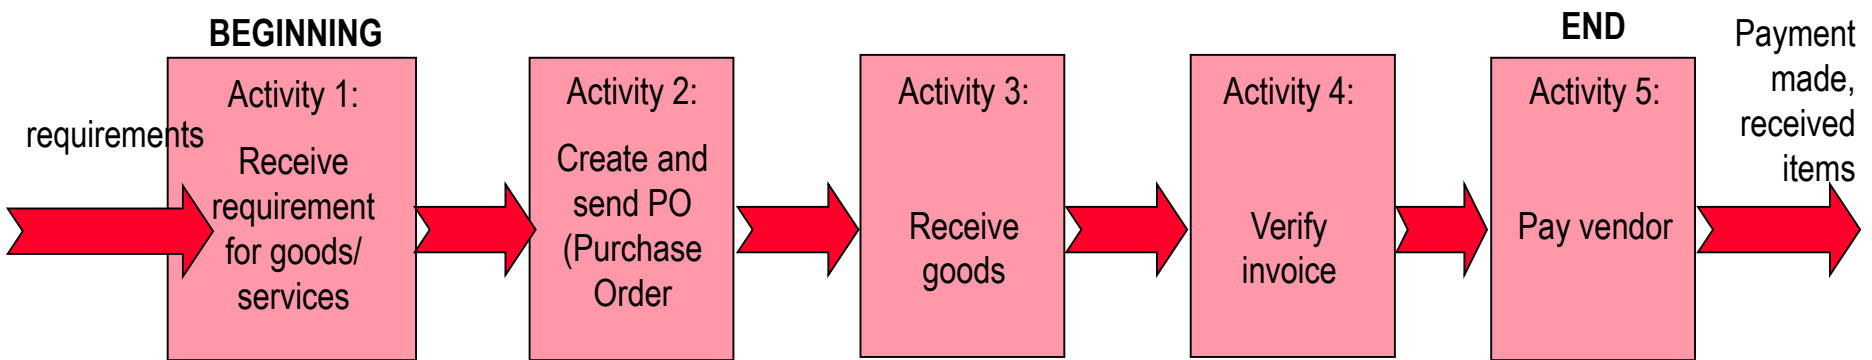 requirements
BEGINNING
Activity 1:
Receive
requirement
for goods/
services
Activity 2:
Create and
send PO
(Purchase
Order
Activity 3:
Receive
goods
Activity 4:
Verify
invoice
END
Activity 5:
Pay vendor
Payment
made,
received
items